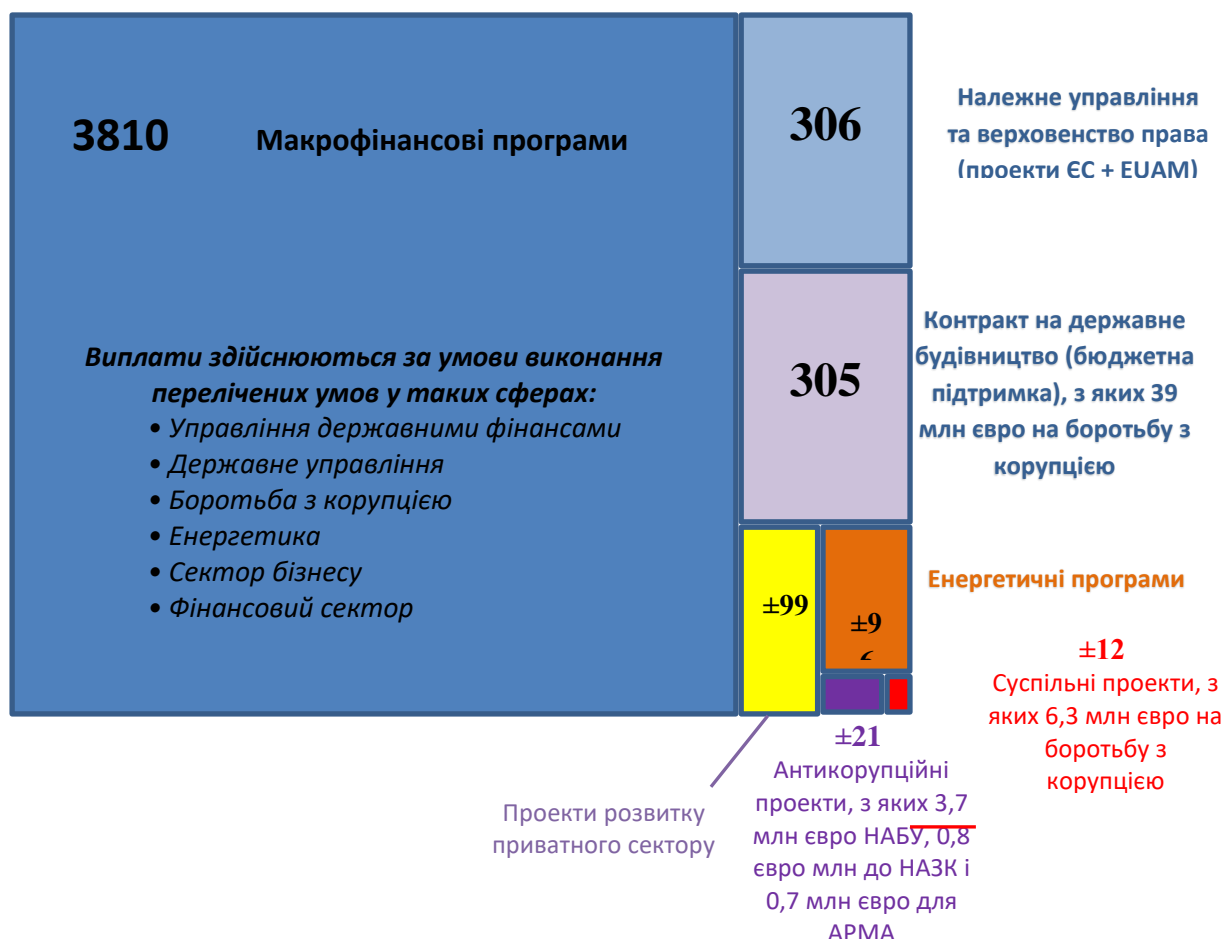 3810 Макрофінансові програми
Виплати здійснюються за умови виконання
перелічених умов у таких сферах:
• Управління державними фінансами
• Державне управління
• Боротьба з корупцією
• Енергетика
• Сектор бізнесу
• Фінансовий сектор
306
Належне управління
та верховенство права
(проекти ЄС + EUAM)
305
Контракт на державне
будівництво (бюджетна
підтримка), з яких 39
млн євро на боротьбу з
корупцією
±99
±9
Енергетичні програми
±12
Суспільні проекти, з
яких 6,3 млн євро на
боротьбу з
корупцією
±21
Антикорупційні
проекти, з яких 3,7
млн євро НАБУ, 0,8
євро млн до НАЗК і
0,7 млн євро для
АРМА
Проекти розвитку
приватного сектору